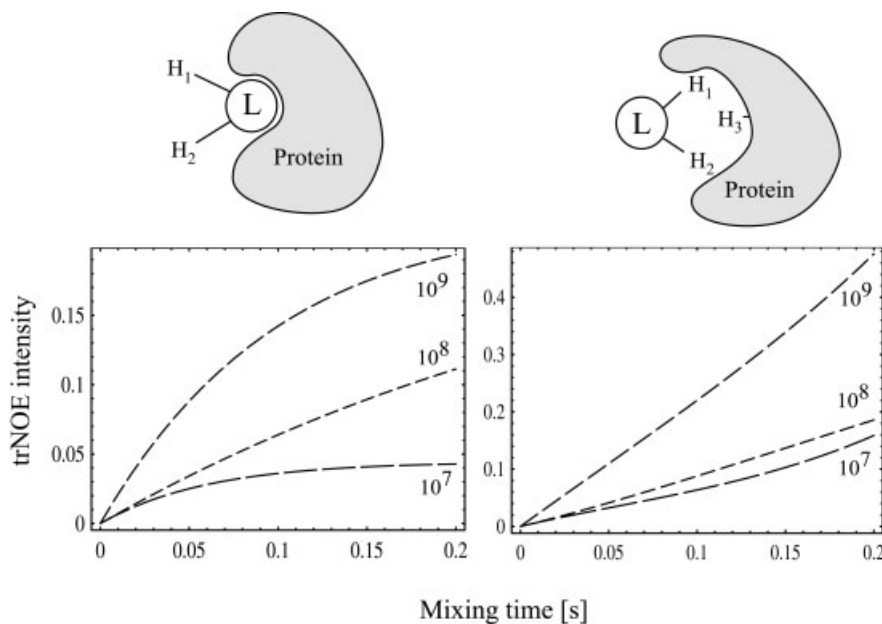 H1
L
H2
Protein
L
H1
H3
H2
Protein
trNOE intensity
0.15
0.1
0.05
0
10^9
10^8
10^7
0 0.05 0.1 0.15 0.2
0.4
0.3
0.2
0.1
0
10^9
10^8
10^7
0 0.05 0.1 0.15 0.2
Mixing time [s]